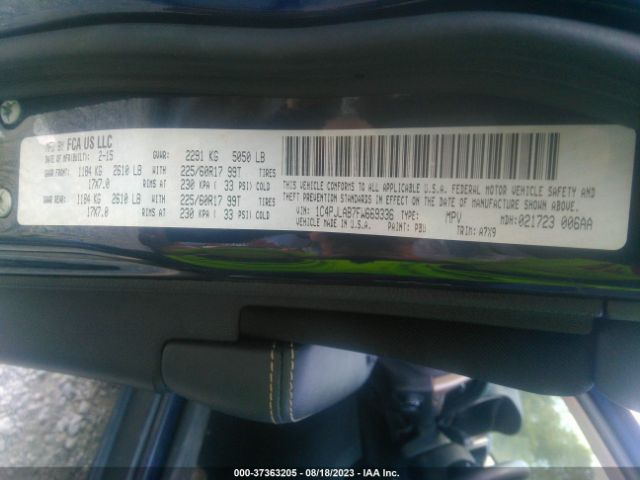 MFG BY FCA US LLC
DATE OF MFR(BUILT): 2-15 GVWR: 2291 KG 5050 LB
GAWR FRONT: 1184 KG 2610 LB WITH 225/60R17 99T TIRES
17X7.0 RIMS AT 230 KPA ( 33 PSI) COLD
GAWR REAR: 1184 KG 2610 LB WITH 225/60R17 99T TIRES
17X7.0 RIMS AT 230 KPA ( 33 PSI) COLD
THIS VEHICLE CONFORMS TO ALL APPLICABLE U.S.A. FEDERAL MOTOR VEHICLE SAFETY, BUMPER AND
THEFT PREVENTION STANDARDS IN EFFECT ON THE DATE OF MANUFACTURE SHOWN ABOVE.
VIN: 1C4PJLAB7FW669336 TYPE: MPV MDH: 021723 006AA
VEHICLE MADE IN U.S.A. PAINT: PBU TRIM: A7X9
000-37363205 - 08/18/2023 - IAA Inc.